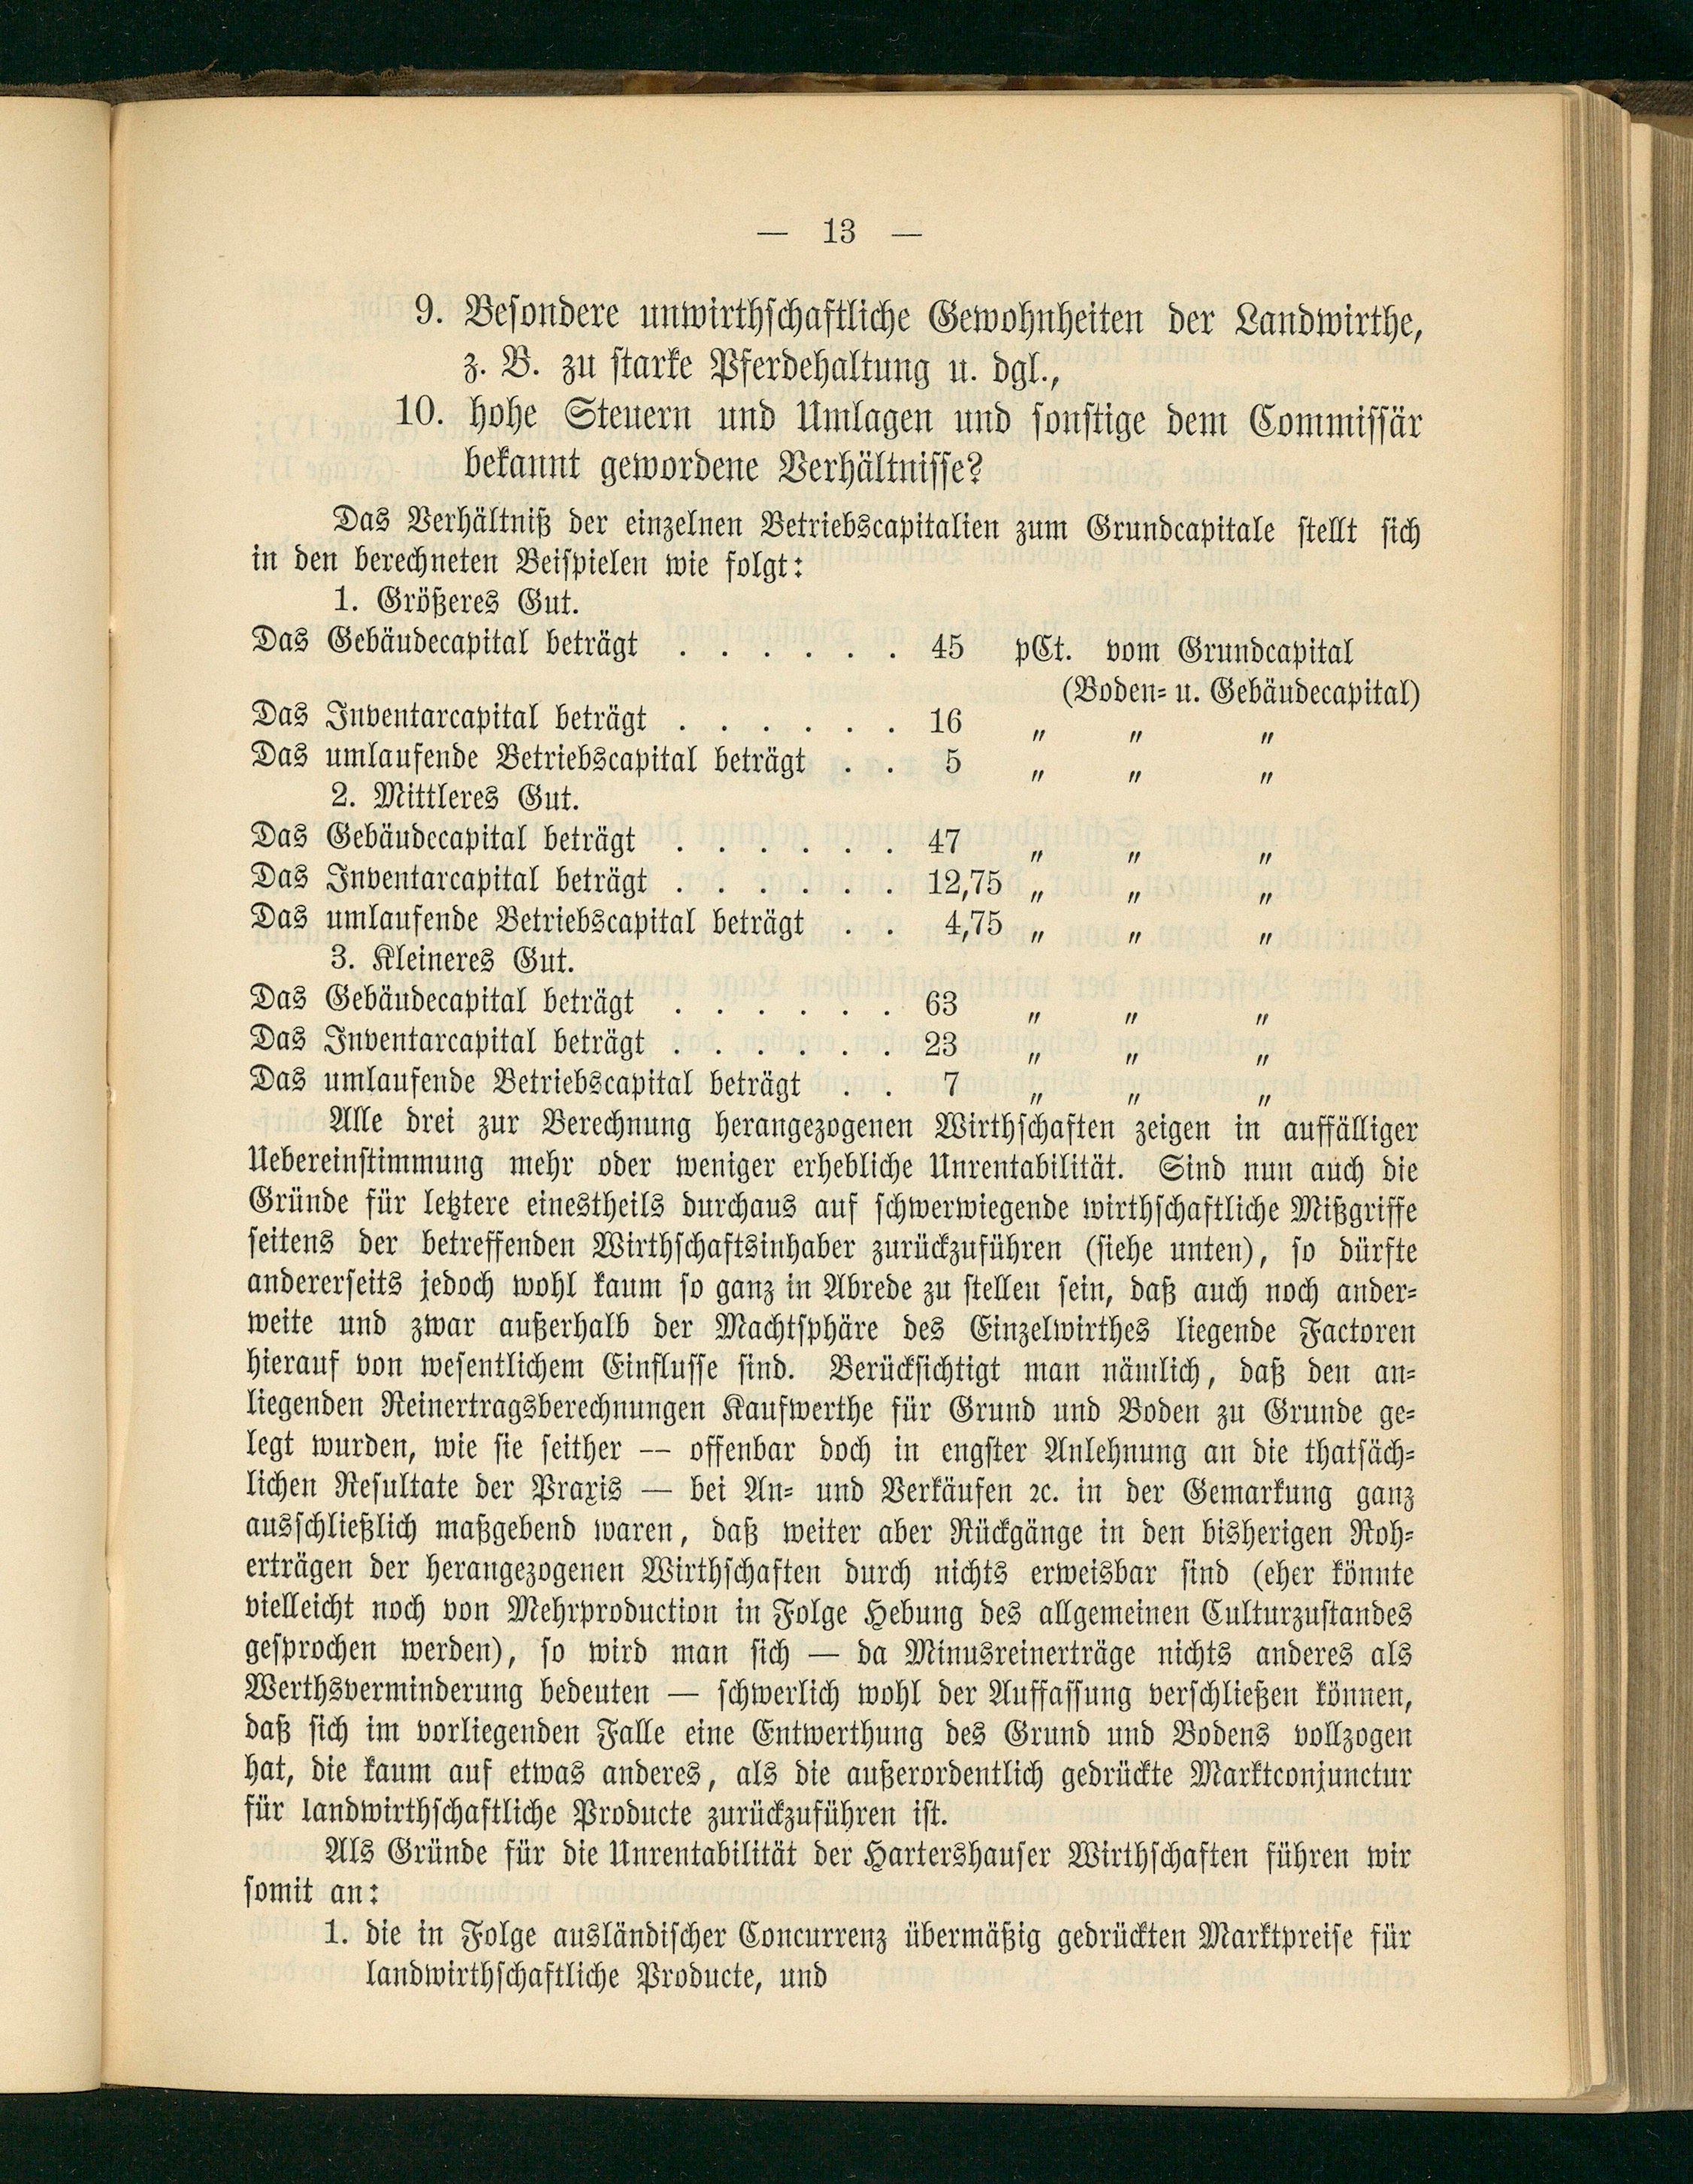 — 13 —
9. Besondere unwirthschaftliche Gewohnheiten der Landwirthe,
z. B. zu starke Pferdehaltung u. dgl.,
10. hohe Steuern und Umlagen und sonstige dem Commissär
bekannt gewordene Verhältnisse?
Das Verhältniß der einzelnen Betriebscapitalien zum Grundcapitale stellt sich
in den berechneten Beispielen wie folgt:
1. Größeres Gut.
Das Gebäudecapital beträgt . . . . . . 45 pCt. vom Grundcapital
(Boden- u. Gebäudecapital)
Das Inventarcapital beträgt . . . . . . 16 " " "
Das umlaufende Betriebscapital beträgt . . 5 " " "
2. Mittleres Gut.
Das Gebäudecapital beträgt . . . . . . 47 " " "
Das Inventarcapital beträgt . . . . . . 12,75 " " "
Das umlaufende Betriebscapital beträgt . . 4,75 " " "
3. Kleineres Gut.
Das Gebäudecapital beträgt . . . . . . 63 " " "
Das Inventarcapital beträgt . . . . . . 23 " " "
Das umlaufende Betriebscapital beträgt . . 7 " " "
Alle drei zur Berechnung herangezogenen Wirthschaften zeigen in auffälliger
Uebereinstimmung mehr oder weniger erhebliche Unrentabilität. Sind nun auch die
Gründe für letztere einestheils durchaus auf schwerwiegende wirthschaftliche Mißgriffe
seitens der betreffenden Wirthschaftsinhaber zurückzuführen (siehe unten), so dürfte
andererseits jedoch wohl kaum so ganz in Abrede zu stellen sein, daß auch noch ander-
weite und zwar außerhalb der Machtsphäre des Einzelwirthes liegende Factoren
hierauf von wesentlichem Einflusse sind. Berücksichtigt man nämlich, daß den an-
liegenden Reinertragsberechnungen Kaufwerthe für Grund und Boden zu Grunde ge-
legt wurden, wie sie seither — offenbar doch in engster Anlehnung an die thatsäch-
lichen Resultate der Praxis — bei An- und Verkäufen ꝛc. in der Gemarkung ganz
ausschließlich maßgebend waren, daß weiter aber Rückgänge in den bisherigen Roh-
erträgen der herangezogenen Wirthschaften durch nichts erweisbar sind (eher könnte
vielleicht noch von Mehrproduction in Folge Hebung des allgemeinen Culturzustandes
gesprochen werden), so wird man sich — da Minusreinerträge nichts anderes als
Werthsverminderung bedeuten — schwerlich wohl der Auffassung verschließen können,
daß sich im vorliegenden Falle eine Entwerthung des Grund und Bodens vollzogen
hat, die kaum auf etwas anderes, als die außerordentlich gedrückte Marktconjunctur
für landwirthschaftliche Producte zurückzuführen ist.
Als Gründe für die Unrentabilität der Hartershauser Wirthschaften führen wir
somit an:
1. die in Folge ausländischer Concurrenz übermäßig gedrückten Marktpreise für
landwirthschaftliche Producte, und